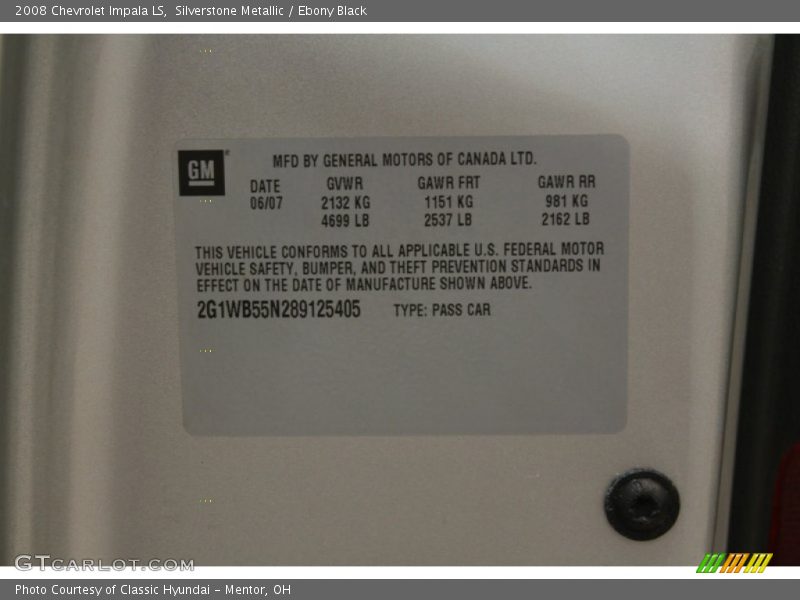 2008 Chevrolet Impala LS, Silverstone Metallic / Ebony Black
GM
MFD BY GENERAL MOTORS OF CANADA LTD.
DATE GVWR GAWR FRT GAWR RR
06/07 2132 KG 1151 KG 981 KG
4699 LB 2537 LB 2162 LB
THIS VEHICLE CONFORMS TO ALL APPLICABLE U.S. FEDERAL MOTOR
VEHICLE SAFETY, BUMPER, AND THEFT PREVENTION STANDARDS IN
EFFECT ON THE DATE OF MANUFACTURE SHOWN ABOVE.
2G1WB55N289125405 TYPE: PASS CAR
GTCARLOT.COM
Photo Courtesy of Classic Hyundai - Mentor, OH